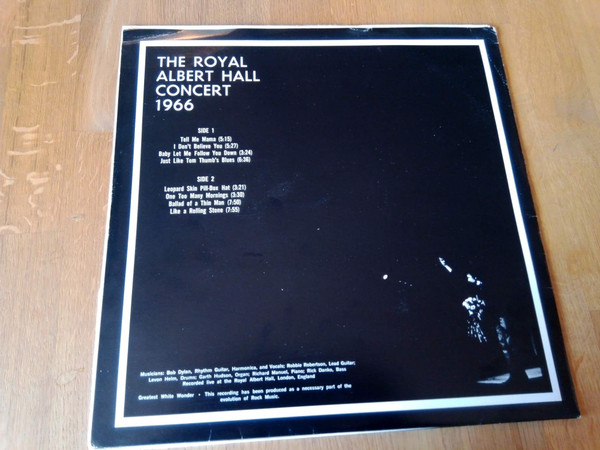 THE ROYAL
ALBERT HALL
CONCERT
1966
SIDE 1
Tell Me Mama (5:15)
I Don't Believe You (5:27)
Baby Let Me Follow You Down (3:24)
Just Like Tom Thumb's Blues (6:36)
SIDE 2
Leopard Skin Pill-Box Hat (3:21)
One Too Many Mornings (3:30)
Ballad of a Thin Man (7:50)
Like a Rolling Stone (7:55)
Musicians: Bob Dylan, Rhythm Guitar, Harmonica, and Vocals; Robbie Robertson, Lead Guitar;
Levon Helm, Drums; Garth Hudson, Organ; Richard Manuel, Piano; Rick Danko, Bass
Recorded live at the Royal Albert Hall, London, England
Greatest White Wonder • This recording has been produced as a necessary part of the
evolution of Rock Music.